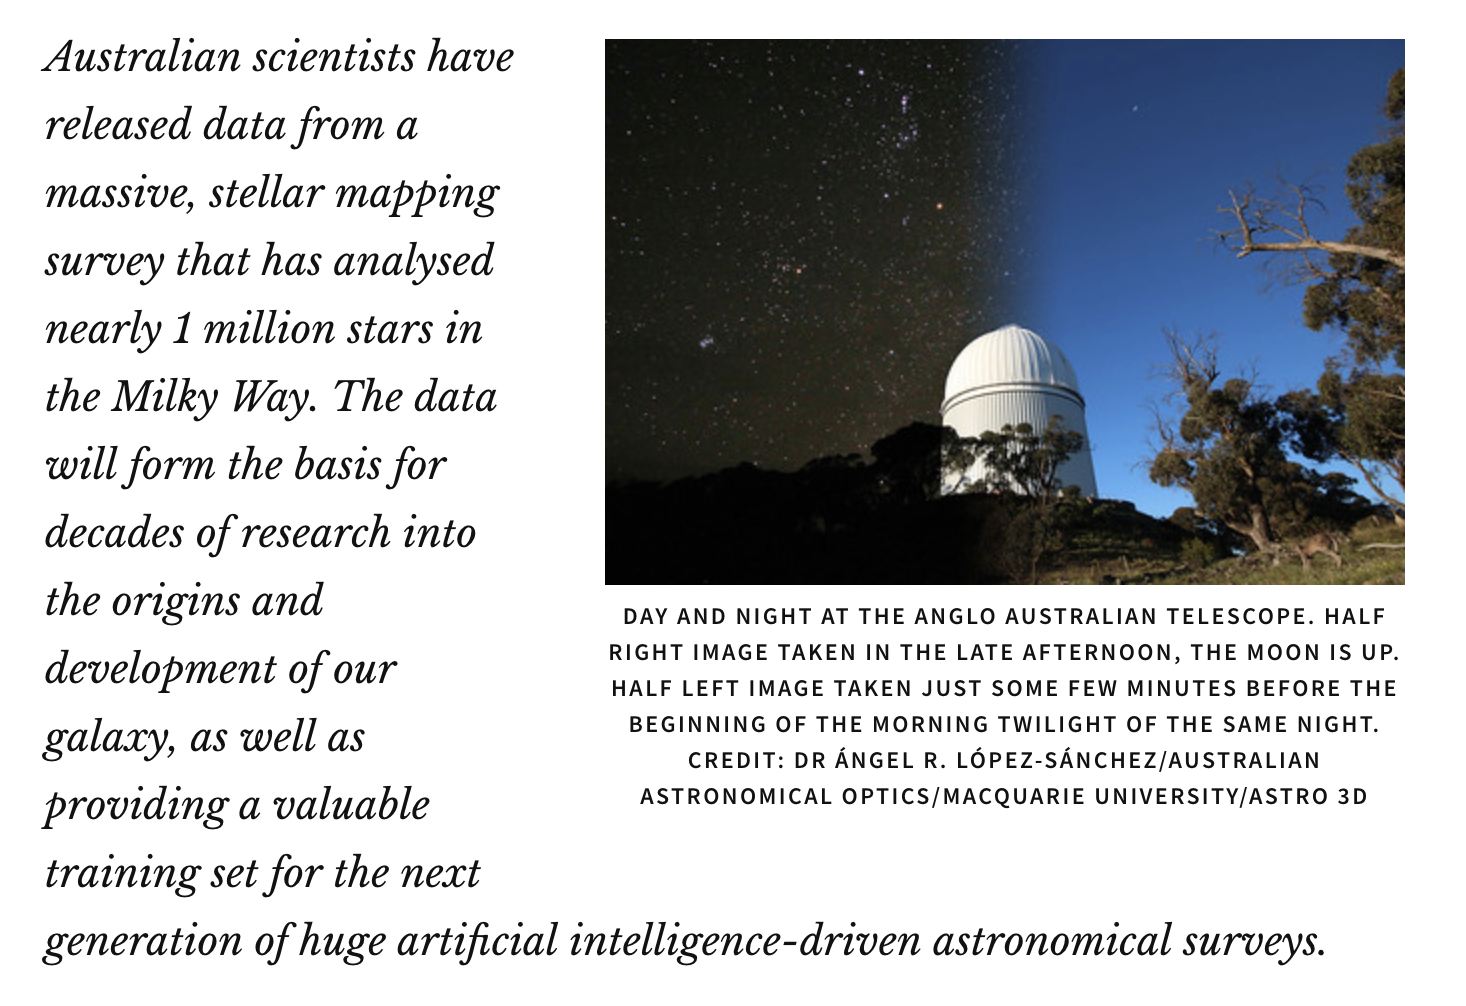 Australian scientists have
released data from a
massive, stellar mapping
survey that has analysed
nearly 1 million stars in
the Milky Way. The data
will form the basis for
decades of research into
the origins and
development of our
galaxy, as well as
providing a valuable
training set for the next
generation of huge artificial intelligence-driven astronomical surveys.
DAY AND NIGHT AT THE ANGLO AUSTRALIAN TELESCOPE. HALF
RIGHT IMAGE TAKEN IN THE LATE AFTERNOON, THE MOON IS UP.
HALF LEFT IMAGE TAKEN JUST SOME FEW MINUTES BEFORE THE
BEGINNING OF THE MORNING TWILIGHT OF THE SAME NIGHT.
CREDIT: DR ÁNGEL R. LÓPEZ-SÁNCHEZ/AUSTRALIAN
ASTRONOMICAL OPTICS/MACQUARIE UNIVERSITY/ASTRO 3D